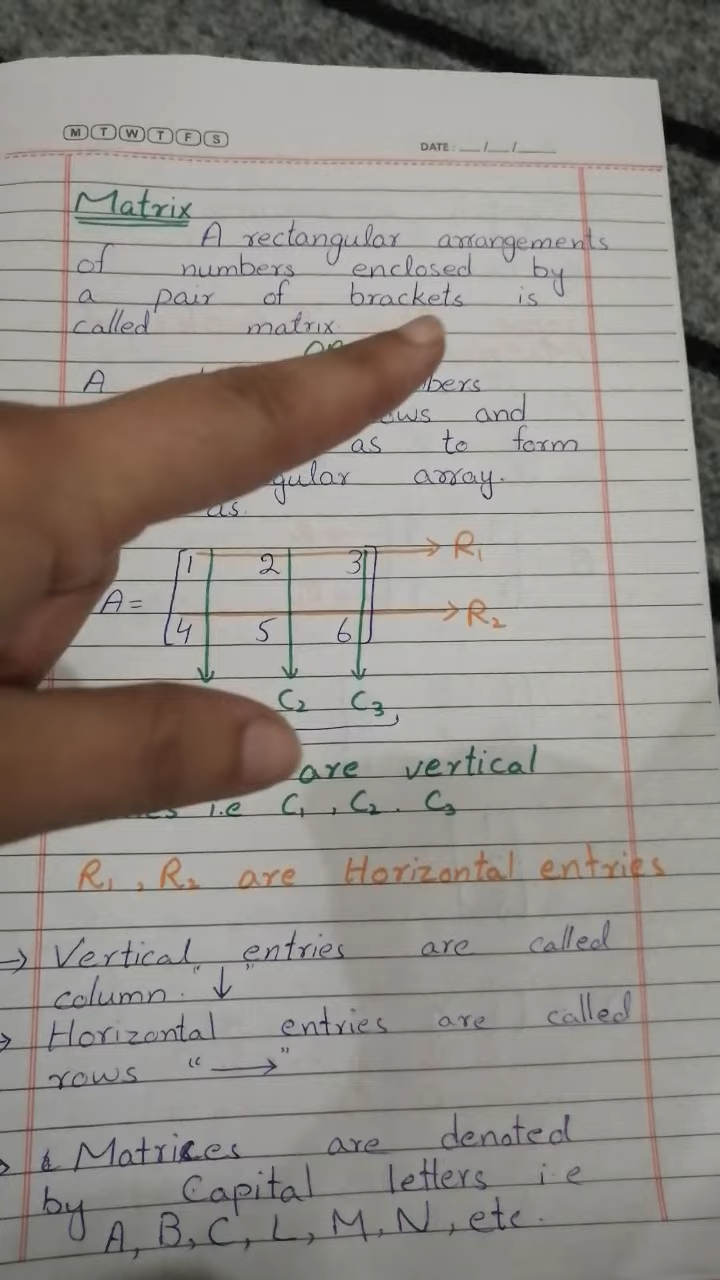 M T W T F S
DATE: __/__/__
Matrix
A rectangular arrangements
of numbers enclosed by
a pair of brackets is
called matrix.
A
and
as to form
array.
as.
1 2 3 → R₁
A =
4 5 6 → R₂
C₂ C₃
are vertical
i.e C₁, C₂. C₃
R₁, R₂ are Horizontal entries
→ Vertical entries are called
column. "↓"
→ Horizontal entries are called
rows "→"
Matrices are denoted
by Capital letters i.e
A, B, C, L, M, N, etc.